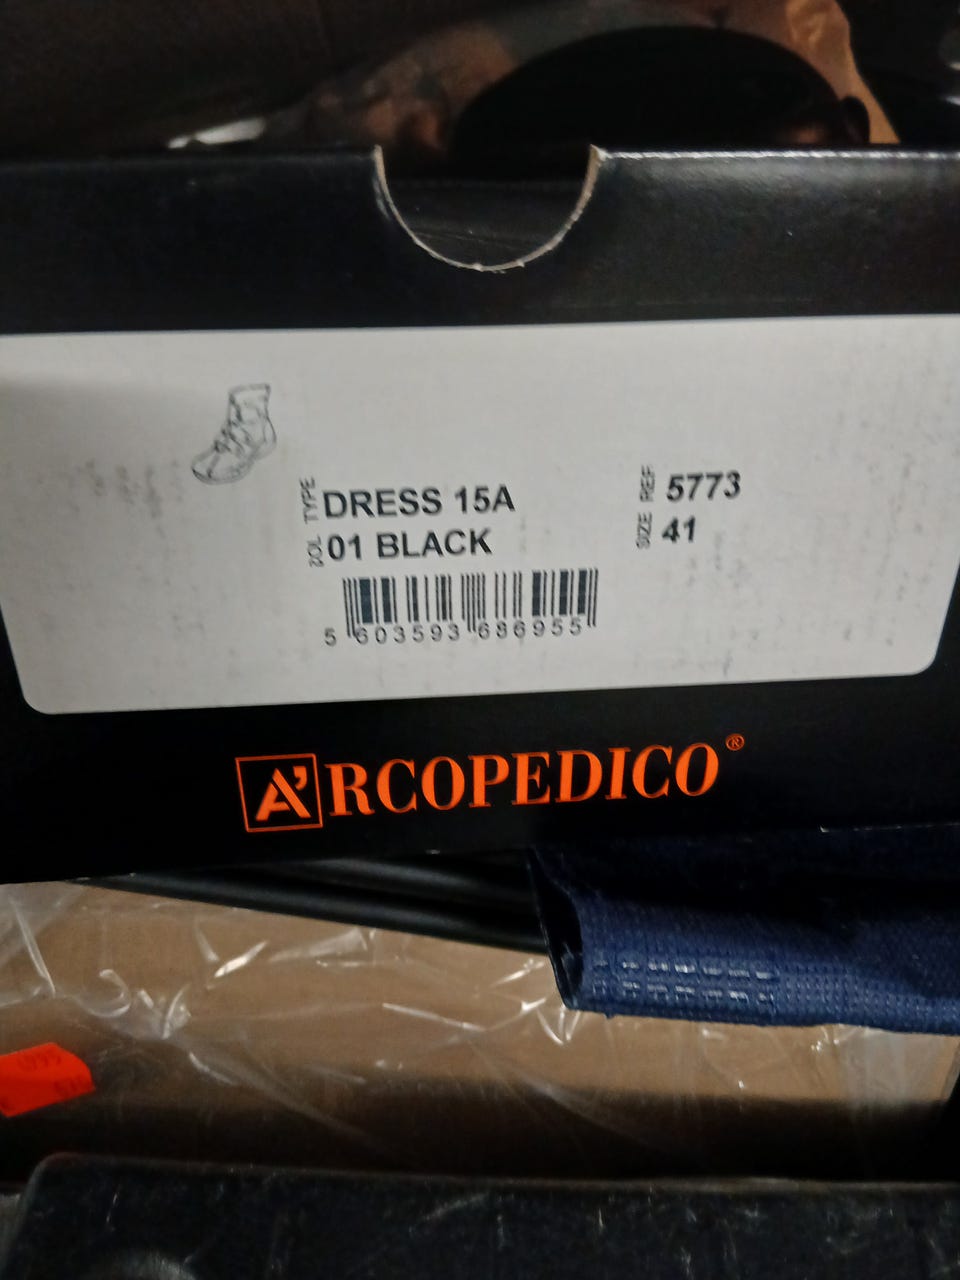 TYPE DRESS 15A
COL 01 BLACK
REF 5773
SIZE 41
5 603593 686955
A'RCOPEDICO®